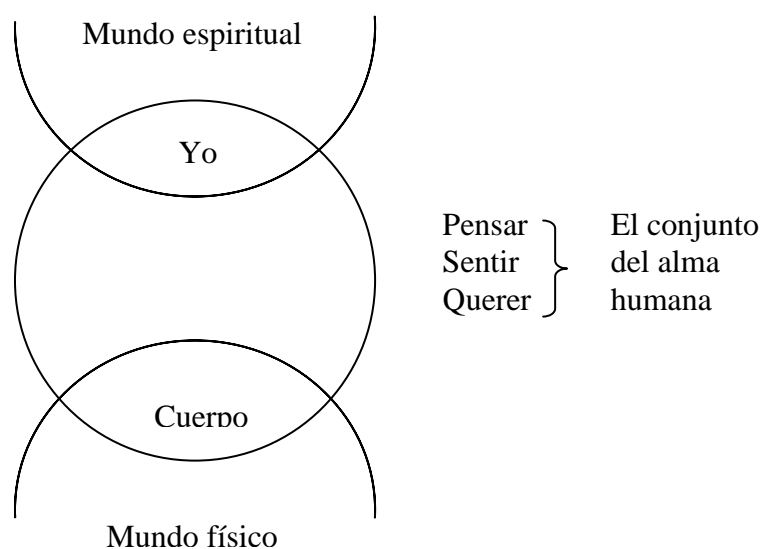 Mundo espiritual
Yo
Pensar
Sentir
Querer
El conjunto
del alma
humana
Cuerpo
Mundo físico